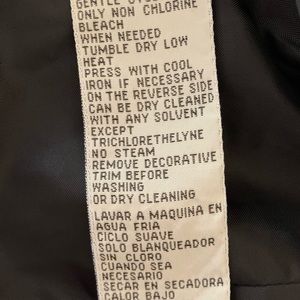 GENTLE CYCLE
ONLY NON CHLORINE
BLEACH
WHEN NEEDED
TUMBLE DRY LOW
HEAT
PRESS WITH COOL
IRON IF NECESSARY
ON THE REVERSE SIDE
CAN BE DRY CLEANED
WITH ANY SOLVENT
EXCEPT
TRICHLORETHELYNE
NO STEAM
REMOVE DECORATIVE
TRIM BEFORE
WASHING
OR DRY CLEANING
LAVAR A MAQUINA EN
AGUA FRIA
CICLO SUAVE
SOLO BLANQUEADOR
SIN CLORO
CUANDO SEA
NECESARIO
SECAR EN SECADORA
CALOR BAJO